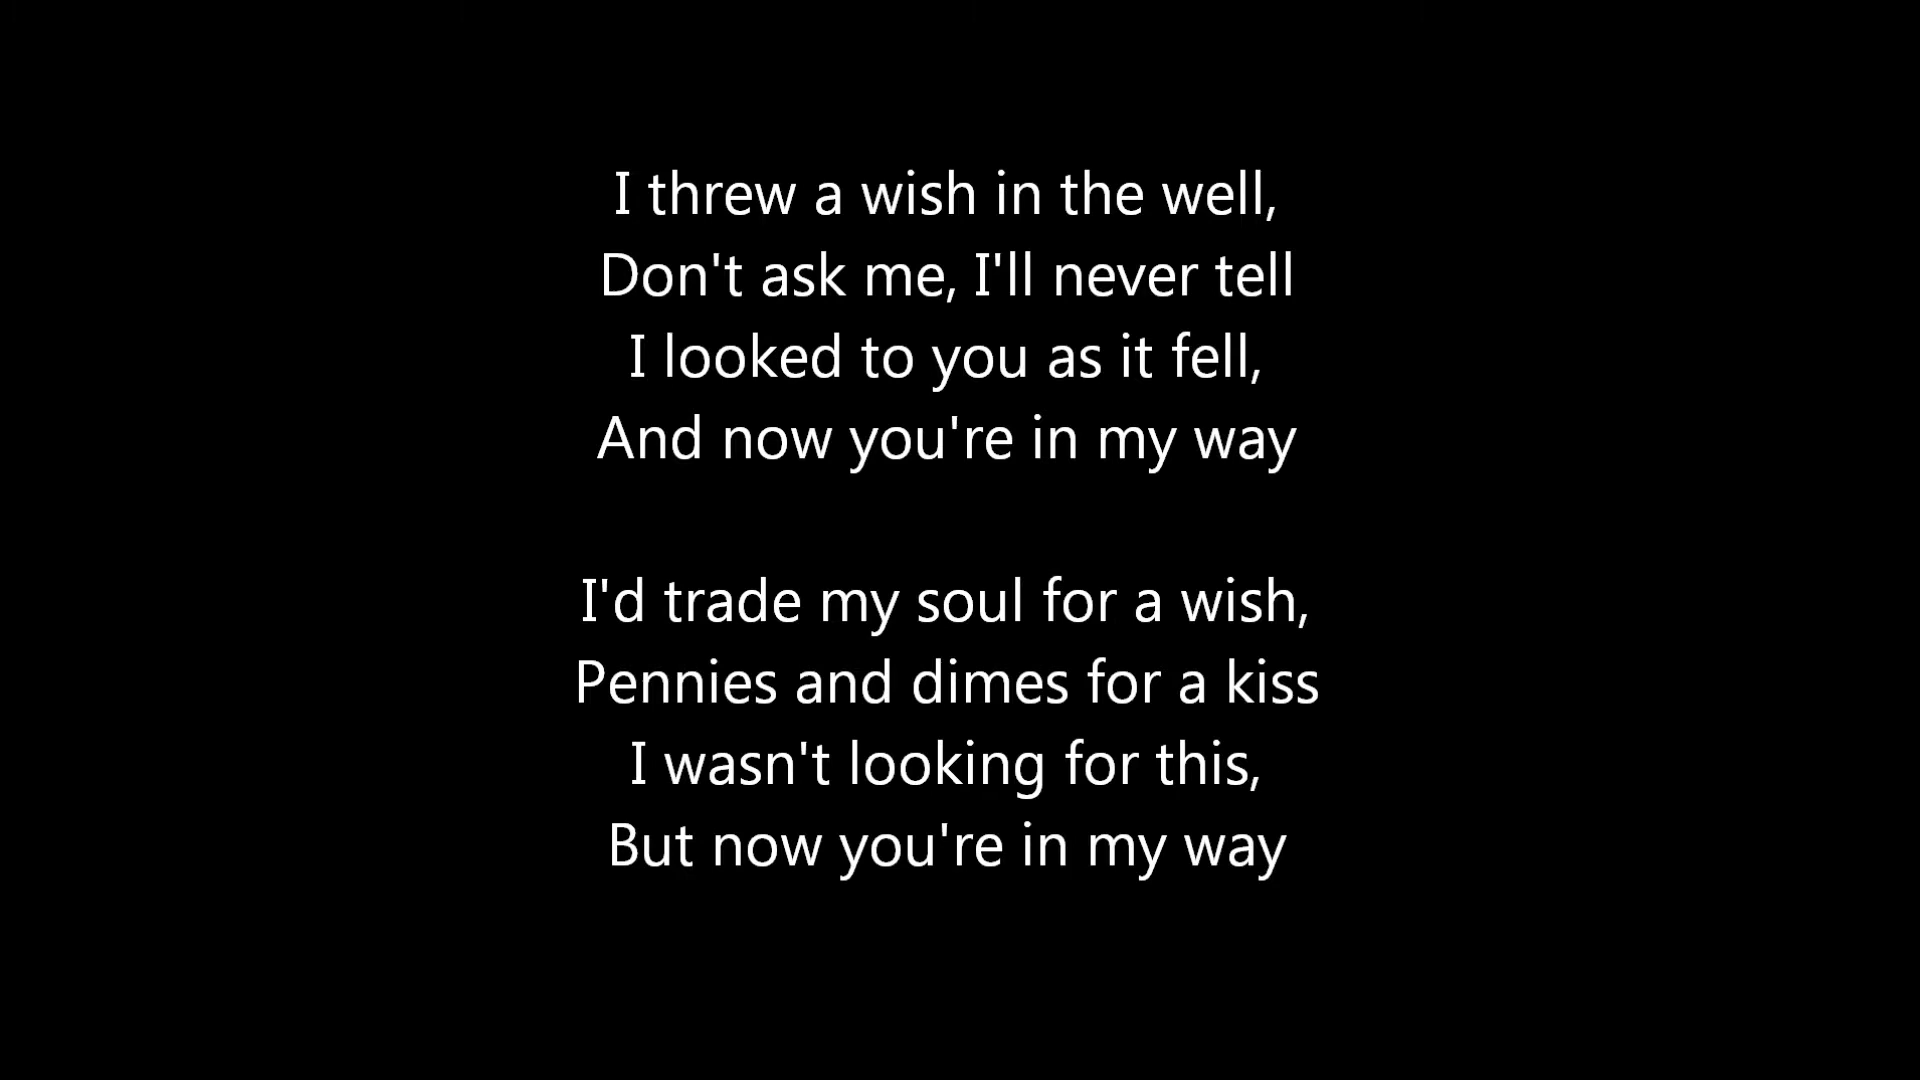 I threw a wish in the well,
Don't ask me, I'll never tell
I looked to you as it fell,
And now you're in my way
I'd trade my soul for a wish,
Pennies and dimes for a kiss
I wasn't looking for this,
But now you're in my way